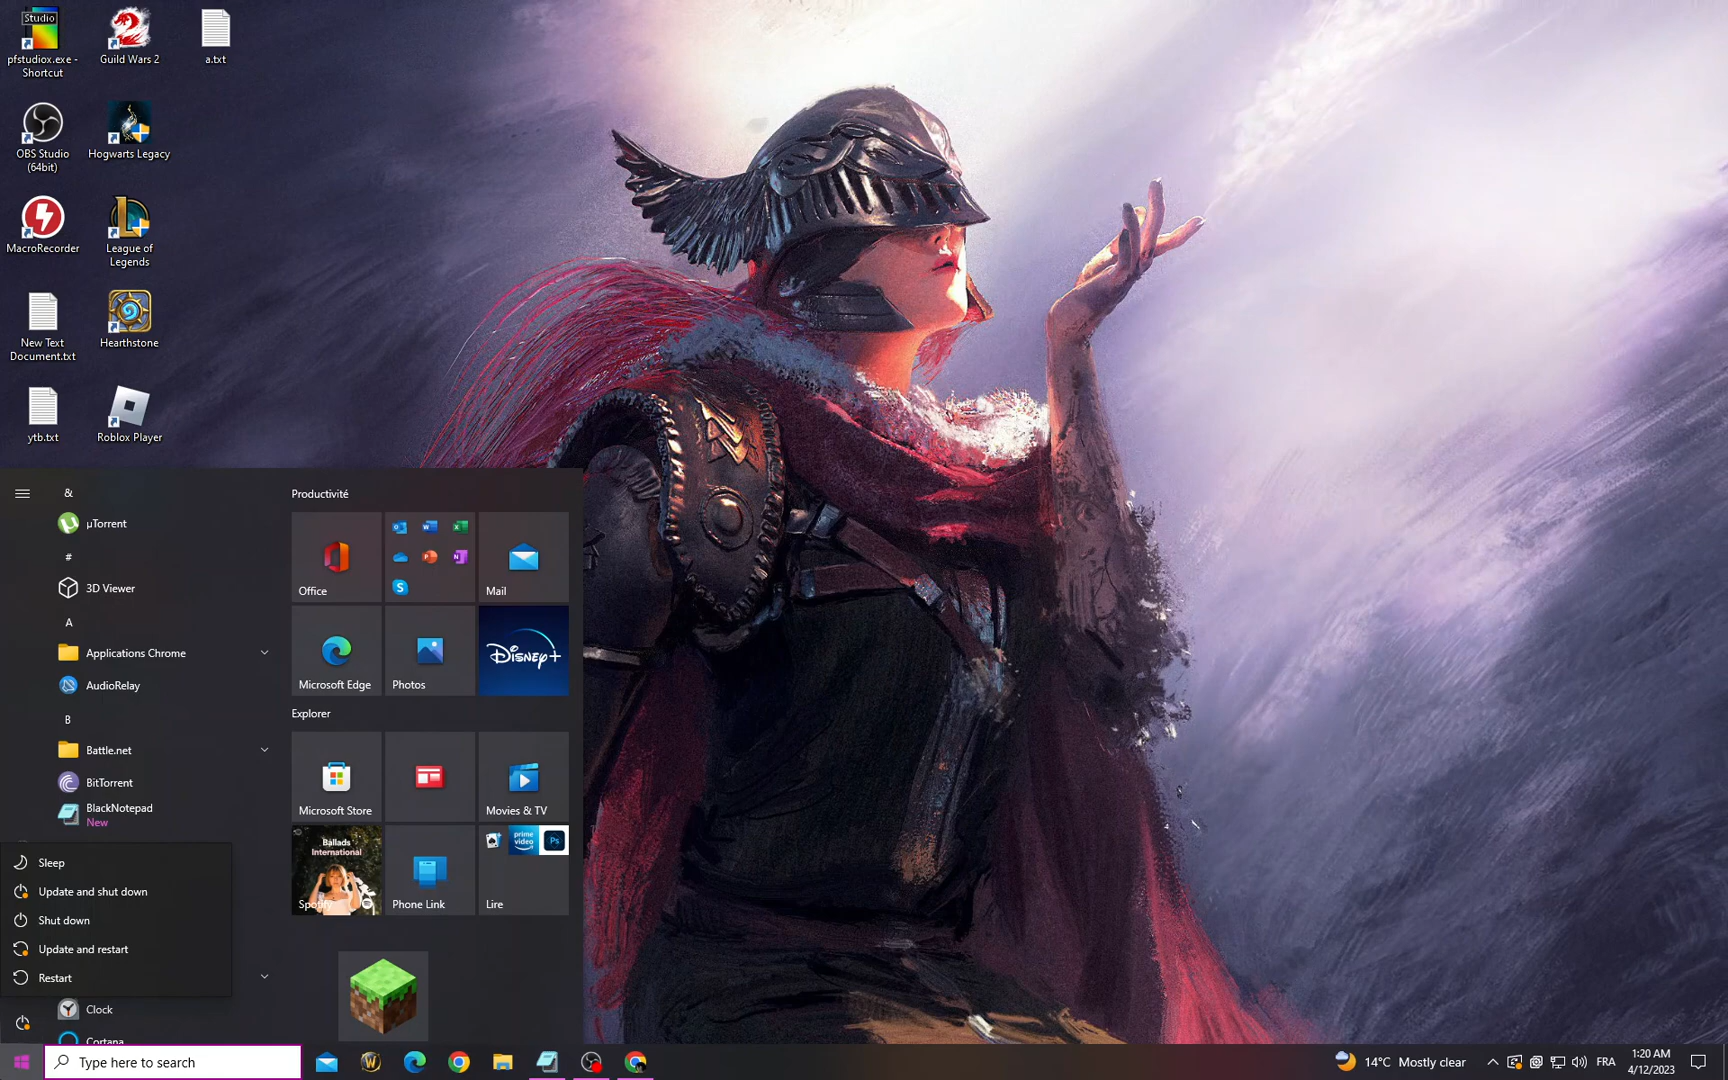 Studio
pfstudiox.exe -
Shortcut
Guild Wars 2
a.txt
OBS Studio
(64bit)
Hogwarts Legacy
MacroRecorder
League of
Legends
New Text
Document.txt
Hearthstone
ytb.txt
Roblox Player
&
µTorrent
#
3D Viewer
A
Applications Chrome
AudioRelay
B
Battle.net
BitTorrent
BlackNotepad
New
Sleep
Update and shut down
Shut down
Update and restart
Restart
Clock
Cortana
Productivité
Office
Mail
Microsoft Edge
Photos
Disney+
Explorer
Microsoft Store
Movies & TV
Ballads
International
Spotify
Phone Link
prime
video
Ps
Lire
Type here to search
14°C Mostly clear
FRA
1:20 AM
4/12/2023